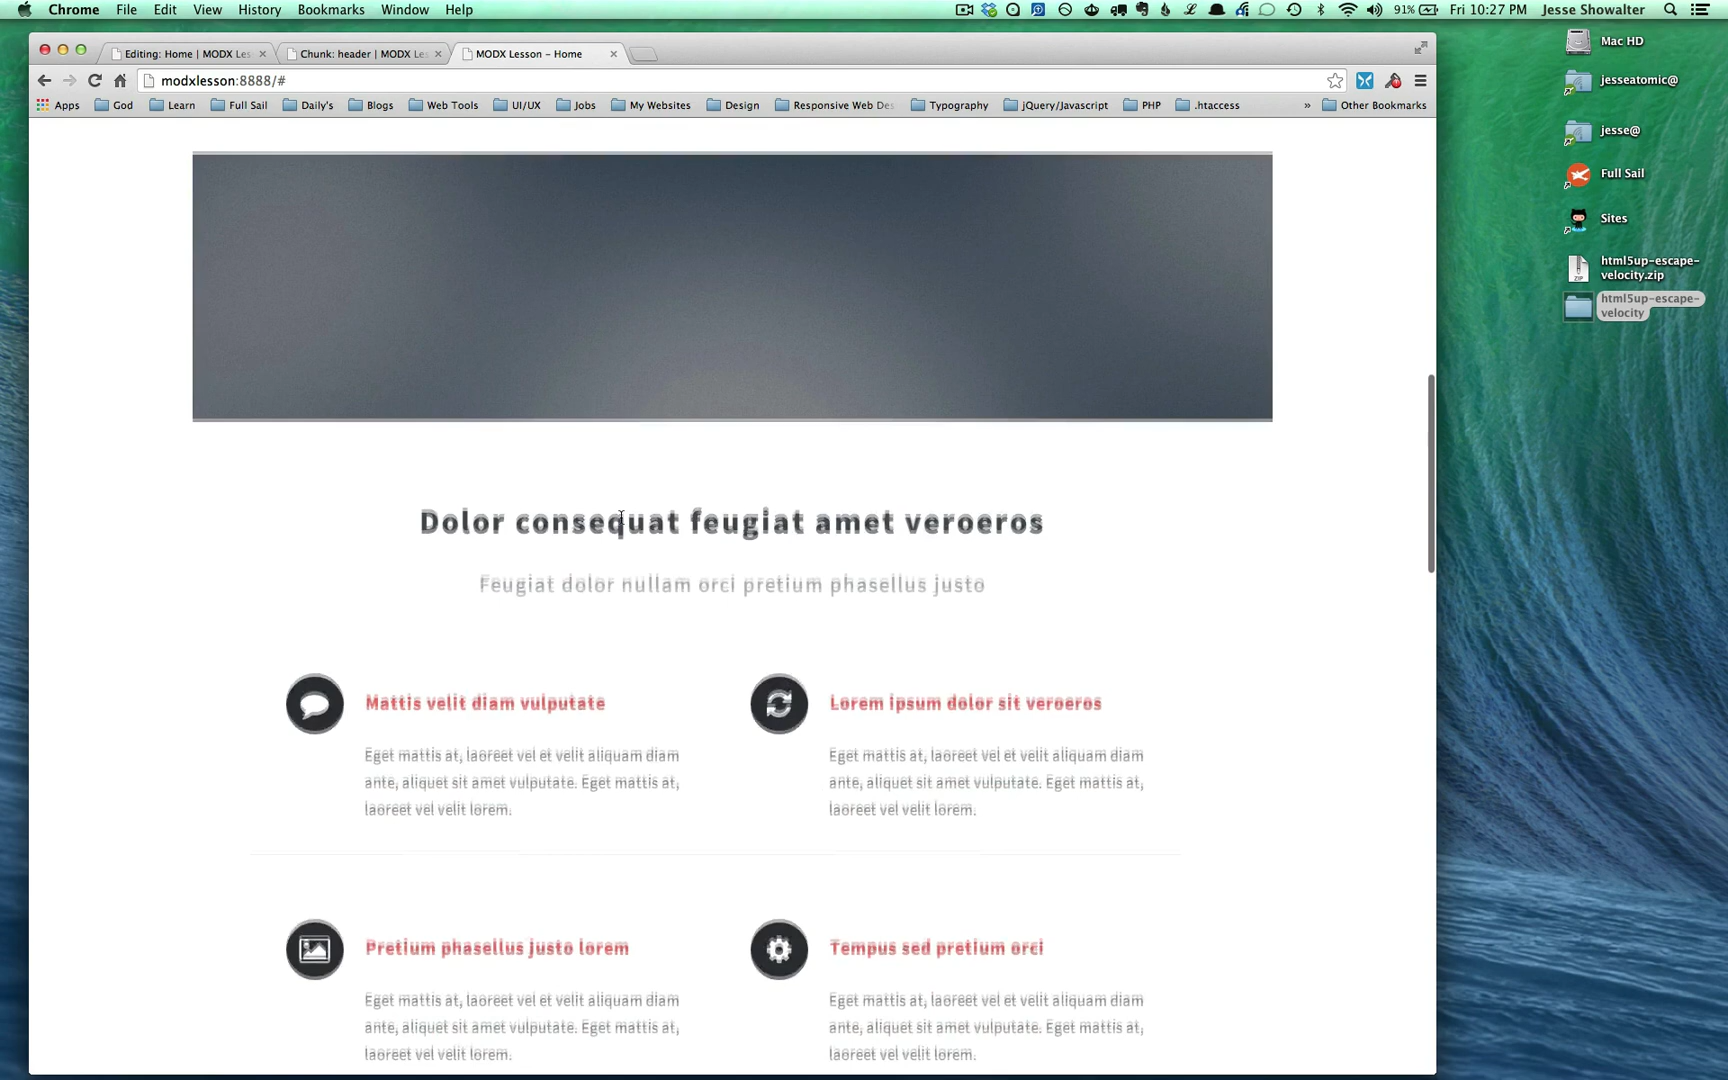 Chrome File Edit View History Bookmarks Window Help 91% Fri 10:27 PM Jesse Showalter
Mac HD
jesseatomic@
jesse@
Full Sail
Sites
html5up-escape-
velocity.zip
html5up-escape-
velocity
Editing: Home | MODX Les Chunk: header | MODX Les MODX Lesson – Home
modxlesson:8888/#
Apps God Learn Full Sail Daily's Blogs Web Tools UI/UX Jobs My Websites Design Responsive Web Des Typography jQuery/Javascript PHP .htaccess » Other Bookmarks
Dolor consequat feugiat amet veroeros
Feugiat dolor nullam orci pretium phasellus justo
Mattis velit diam vulputate
Eget mattis at, laoreet vel et velit aliquam diam
ante, aliquet sit amet vulputate. Eget mattis at,
laoreet vel velit lorem.
Lorem ipsum dolor sit veroeros
Eget mattis at, laoreet vel et velit aliquam diam
ante, aliquet sit amet vulputate. Eget mattis at,
laoreet vel velit lorem.
Pretium phasellus justo lorem
Eget mattis at, laoreet vel et velit aliquam diam
ante, aliquet sit amet vulputate. Eget mattis at,
laoreet vel velit lorem.
Tempus sed pretium orci
Eget mattis at, laoreet vel et velit aliquam diam
ante, aliquet sit amet vulputate. Eget mattis at,
laoreet vel velit lorem.